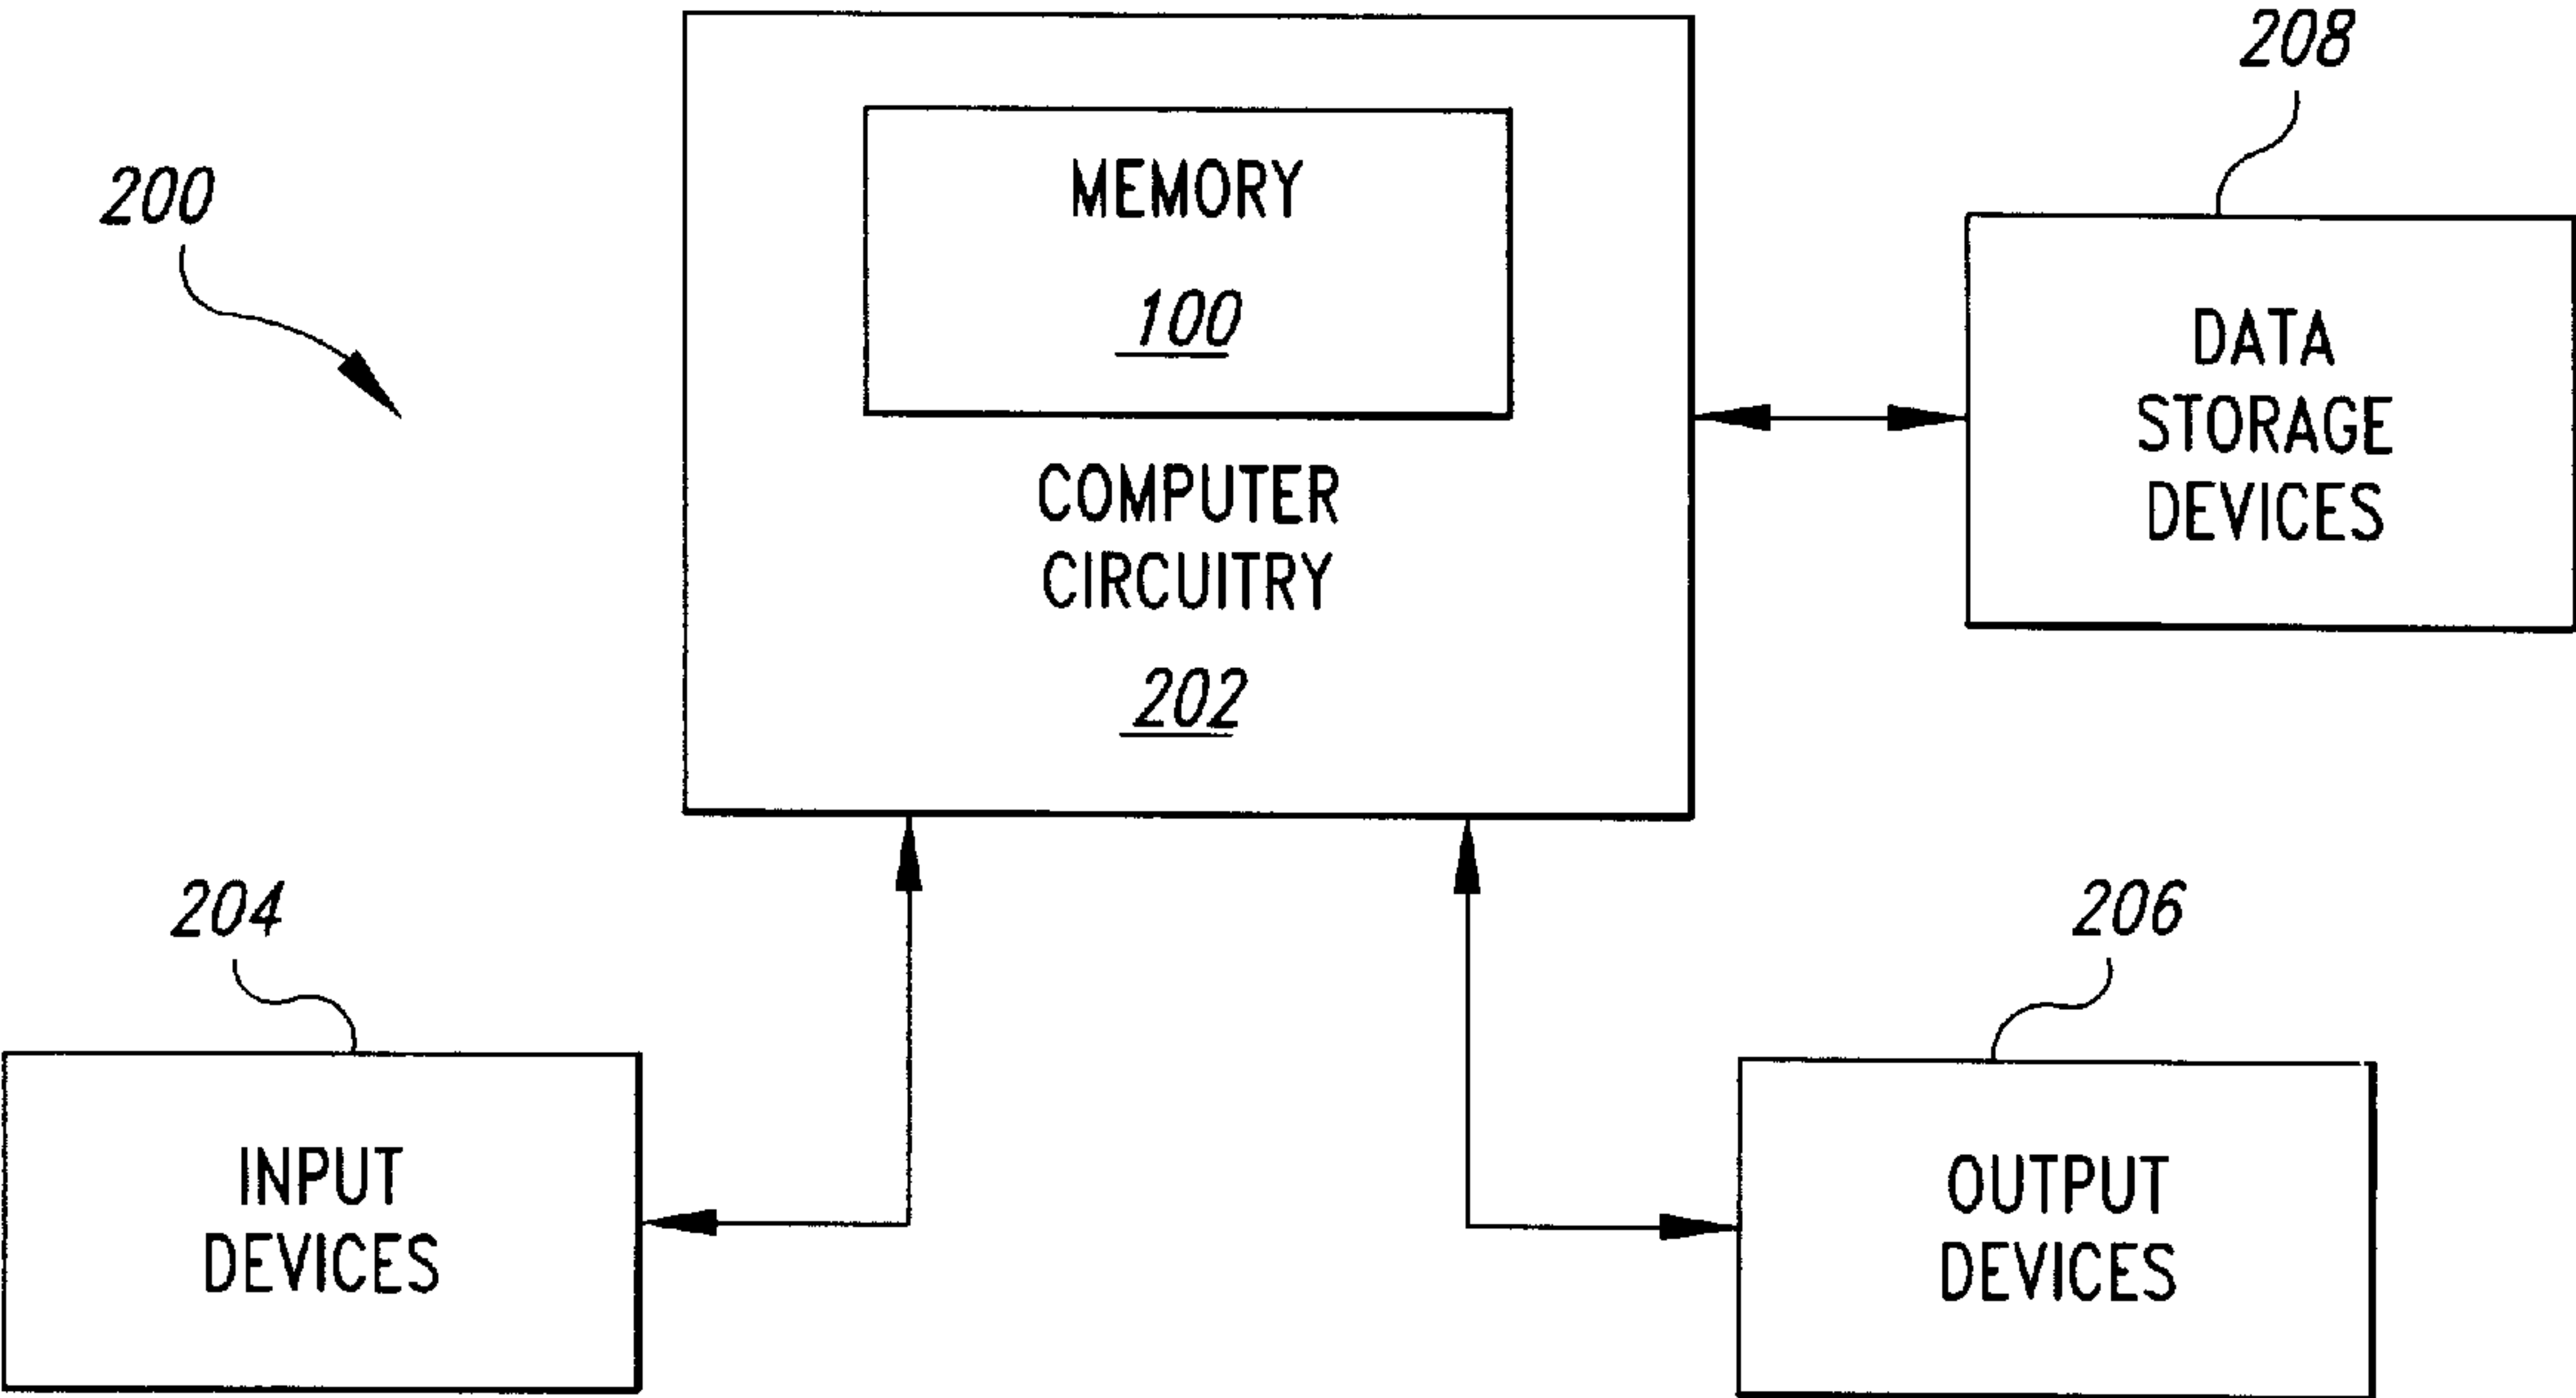 208
200
MEMORY
100
DATA
STORAGE
DEVICES
COMPUTER
CIRCUITRY
202
204
206
INPUT
DEVICES
OUTPUT
DEVICES